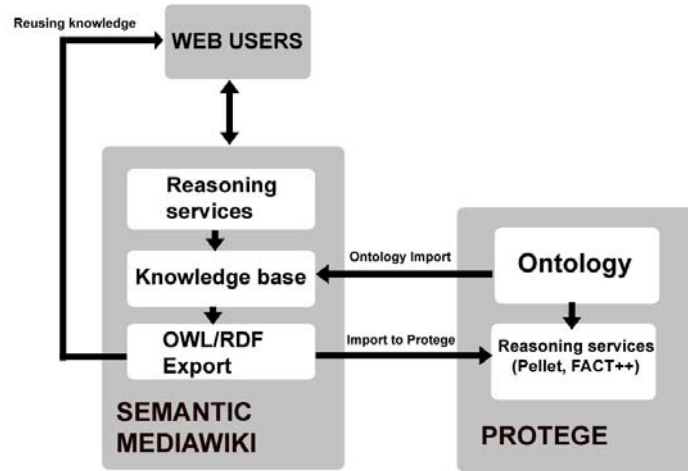 Reusing knowledge
WEB USERS
Reasoning
services
Knowledge base
OWL/RDF
Export
SEMANTIC
MEDIAWIKI
Ontology Import
Import to Protege
Ontology
Reasoning services
(Pellet, FACT++)
PROTEGE